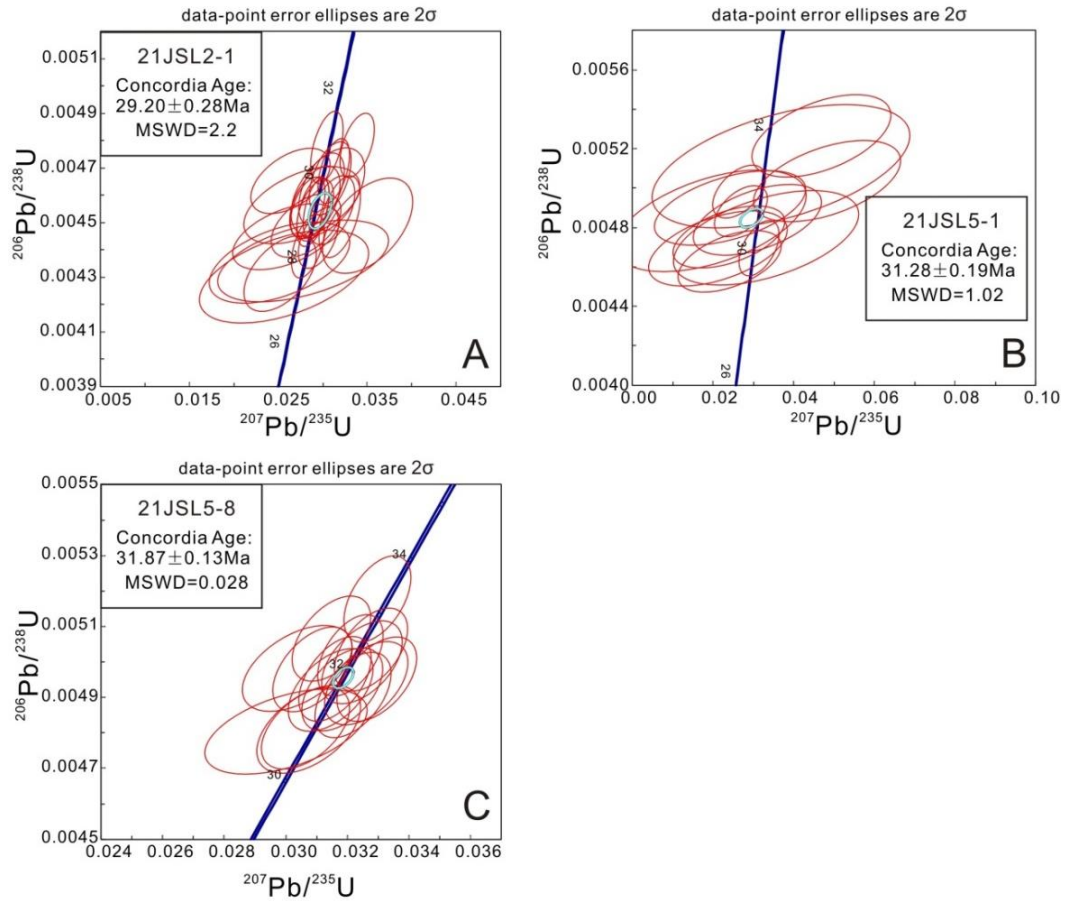 data-point error ellipses are 2σ
21JSL2-1
Concordia Age:
29.20±0.28Ma
MSWD=2.2
0.0051
0.0049
0.0047
0.0045
0.0043
0.0041
0.0039
²⁰⁶Pb/²³⁸U
32
30
28
26
A
0.005
0.015
0.025
0.035
0.045
²⁰⁷Pb/²³⁵U
data-point error ellipses are 2σ
0.0056
0.0052
0.0048
0.0044
0.0040
²⁰⁶Pb/²³⁸U
34
30
26
21JSL5-1
Concordia Age:
31.28±0.19Ma
MSWD=1.02
B
0.00
0.02
0.04
0.06
0.08
0.10
²⁰⁷Pb/²³⁵U
data-point error ellipses are 2σ
21JSL5-8
Concordia Age:
31.87±0.13Ma
MSWD=0.028
0.0055
0.0053
0.0051
0.0049
0.0047
0.0045
²⁰⁶Pb/²³⁸U
34
32
30
C
0.024
0.026
0.028
0.030
0.032
0.034
0.036
²⁰⁷Pb/²³⁵U